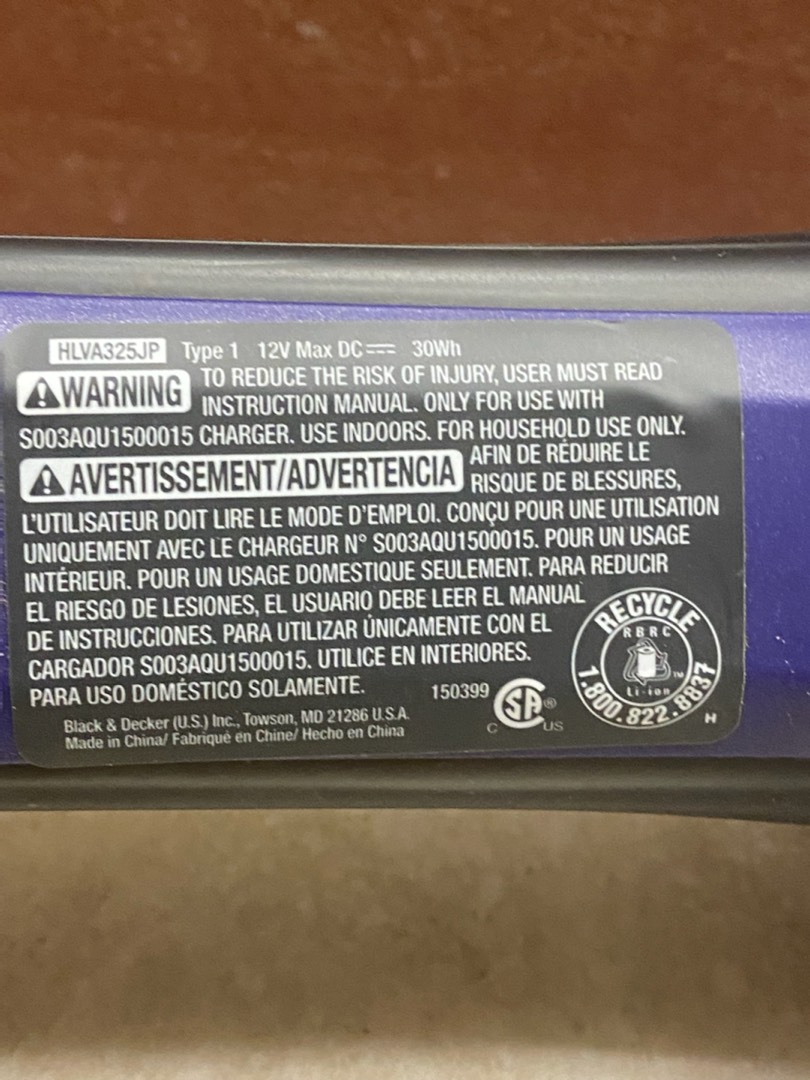 HLVA325JP Type 1 12V Max DC⎓ 30Wh
⚠WARNING TO REDUCE THE RISK OF INJURY, USER MUST READ
INSTRUCTION MANUAL. ONLY FOR USE WITH
S003AQU1500015 CHARGER. USE INDOORS. FOR HOUSEHOLD USE ONLY.
⚠AVERTISSEMENT/ADVERTENCIA AFIN DE RÉDUIRE LE
RISQUE DE BLESSURES,
L'UTILISATEUR DOIT LIRE LE MODE D'EMPLOI. CONÇU POUR UNE UTILISATION
UNIQUEMENT AVEC LE CHARGEUR N° S003AQU1500015. POUR UN USAGE
INTÉRIEUR. POUR UN USAGE DOMESTIQUE SEULEMENT. PARA REDUCIR
EL RIESGO DE LESIONES, EL USUARIO DEBE LEER EL MANUAL
DE INSTRUCCIONES. PARA UTILIZAR ÚNICAMENTE CON EL
CARGADOR S003AQU1500015. UTILICE EN INTERIORES.
PARA USO DOMÉSTICO SOLAMENTE.
150399
C SA® US
RECYCLE
RBRC
TM
Li-ion
1.800.822.8837
H
Black & Decker (U.S.) Inc., Towson, MD 21286 U.S.A.
Made in China/ Fabriqué en Chine/ Hecho en China